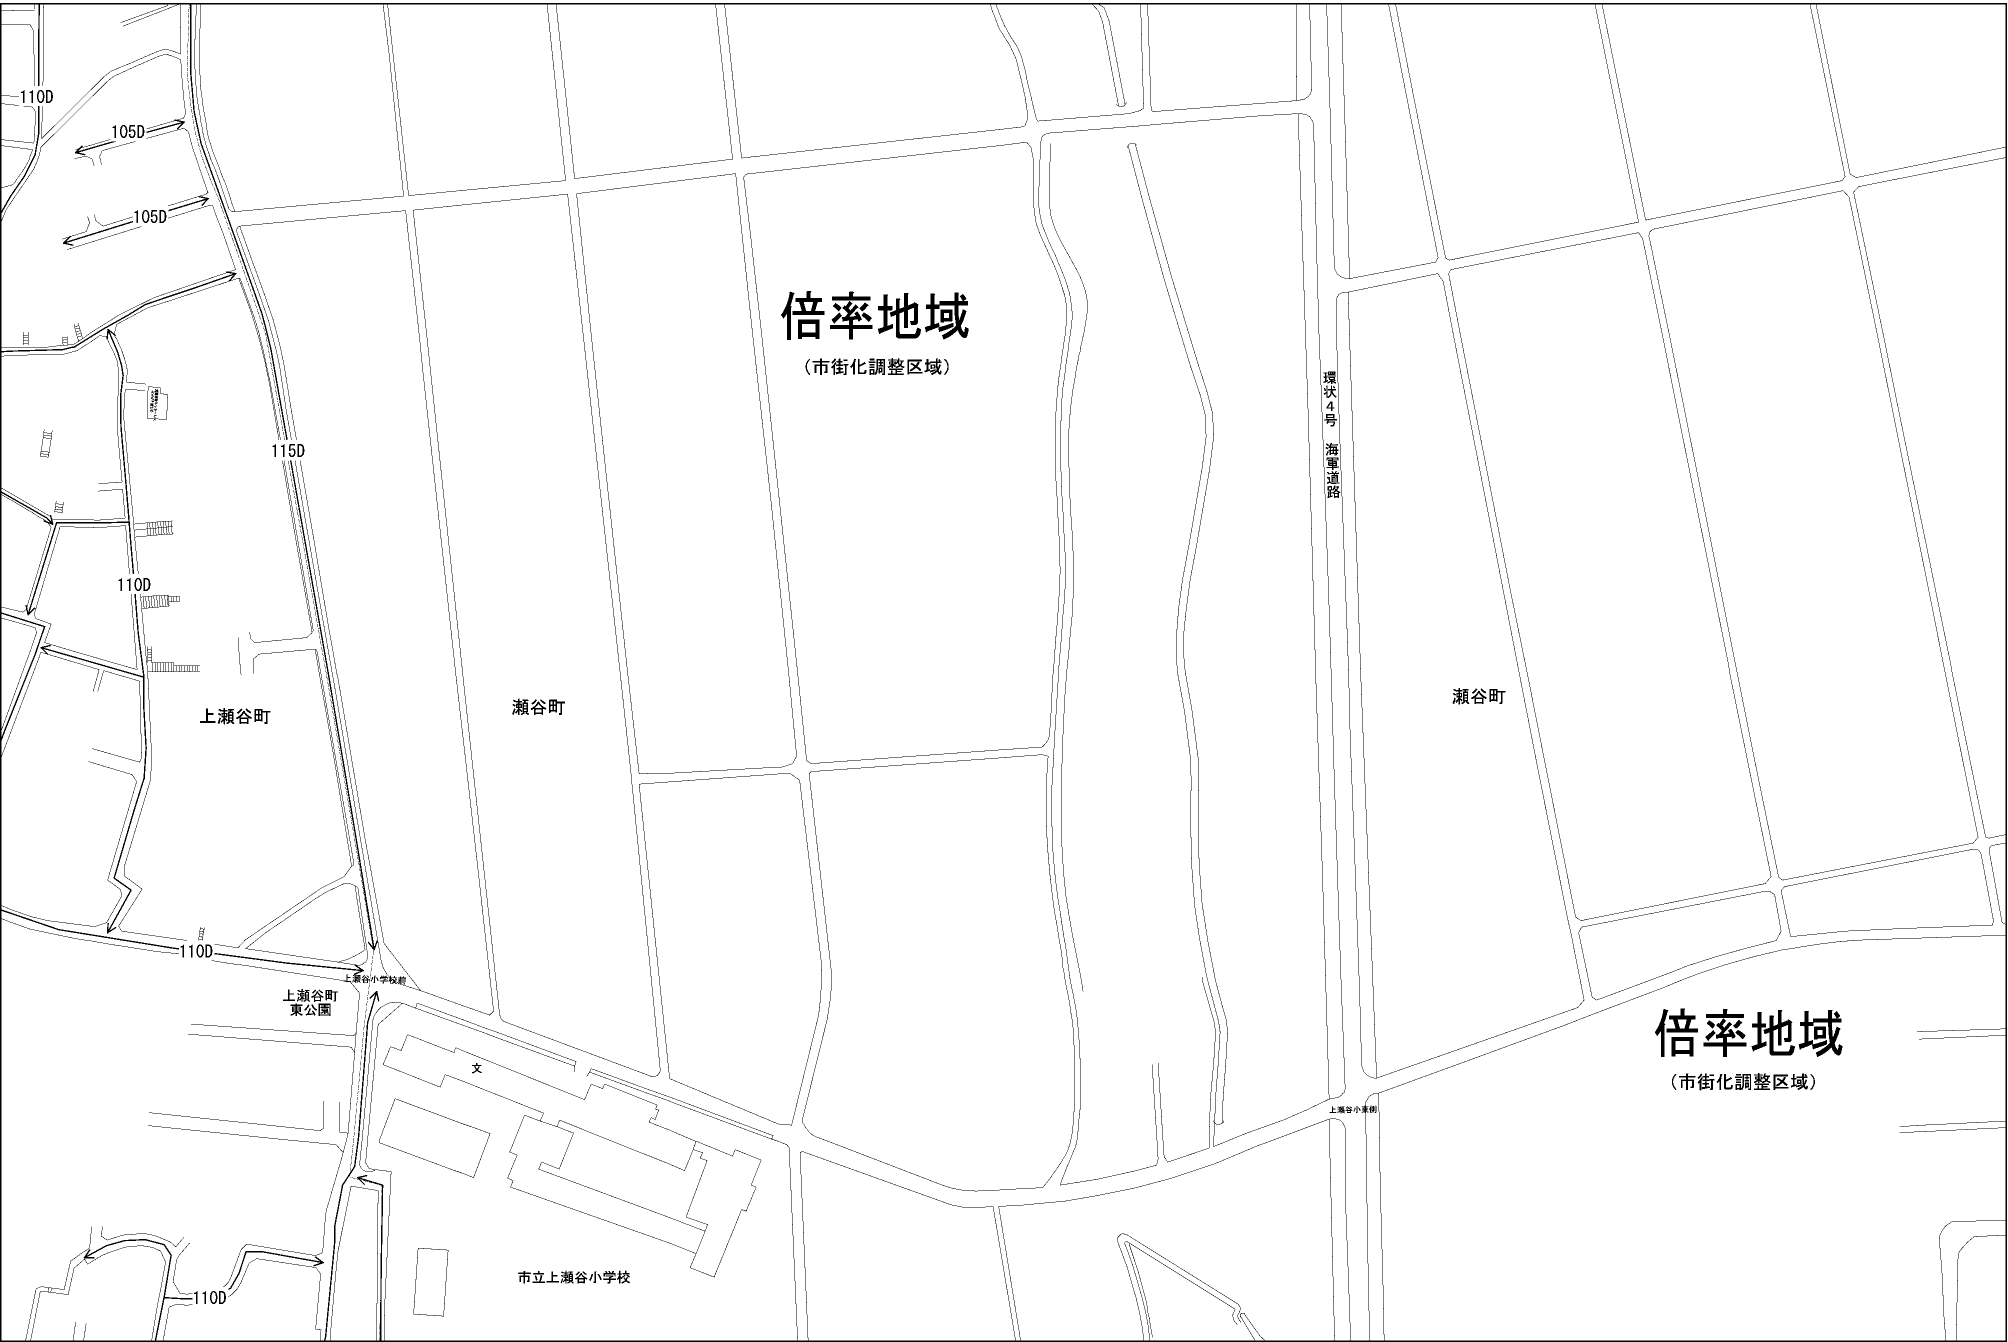 110D
105D
105D
倍率地域
（市街化調整区域）
環状4号　海軍道路
115D
110D
瀬谷町
瀬谷町
上瀬谷町
110D
上瀬谷小学校前
上瀬谷町
東公園
倍率地域
（市街化調整区域）
文
上瀬谷小東側
市立上瀬谷小学校
110D